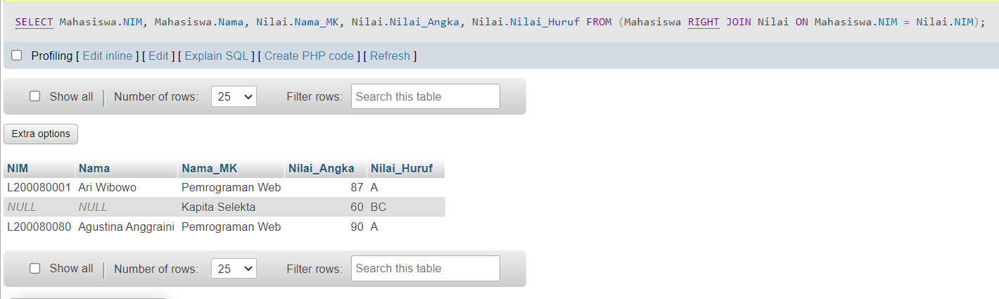 SELECT Mahasiswa.NIM, Mahasiswa.Nama, Nilai.Nama_MK, Nilai.Nilai_Angka, Nilai.Nilai_Huruf FROM (Mahasiswa RIGHT JOIN Nilai ON Mahasiswa.NIM = Nilai.NIM);
Profiling [ Edit inline ] [ Edit ] [ Explain SQL ] [ Create PHP code ] [ Refresh ]
Show all Number of rows: 25 Filter rows: Search this table
Extra options
NIM Nama Nama_MK Nilai_Angka Nilai_Huruf
L200080001 Ari Wibowo Pemrograman Web 87 A
NULL NULL Kapita Selekta 60 BC
L200080080 Agustina Anggraini Pemrograman Web 90 A
Show all Number of rows: 25 Filter rows: Search this table